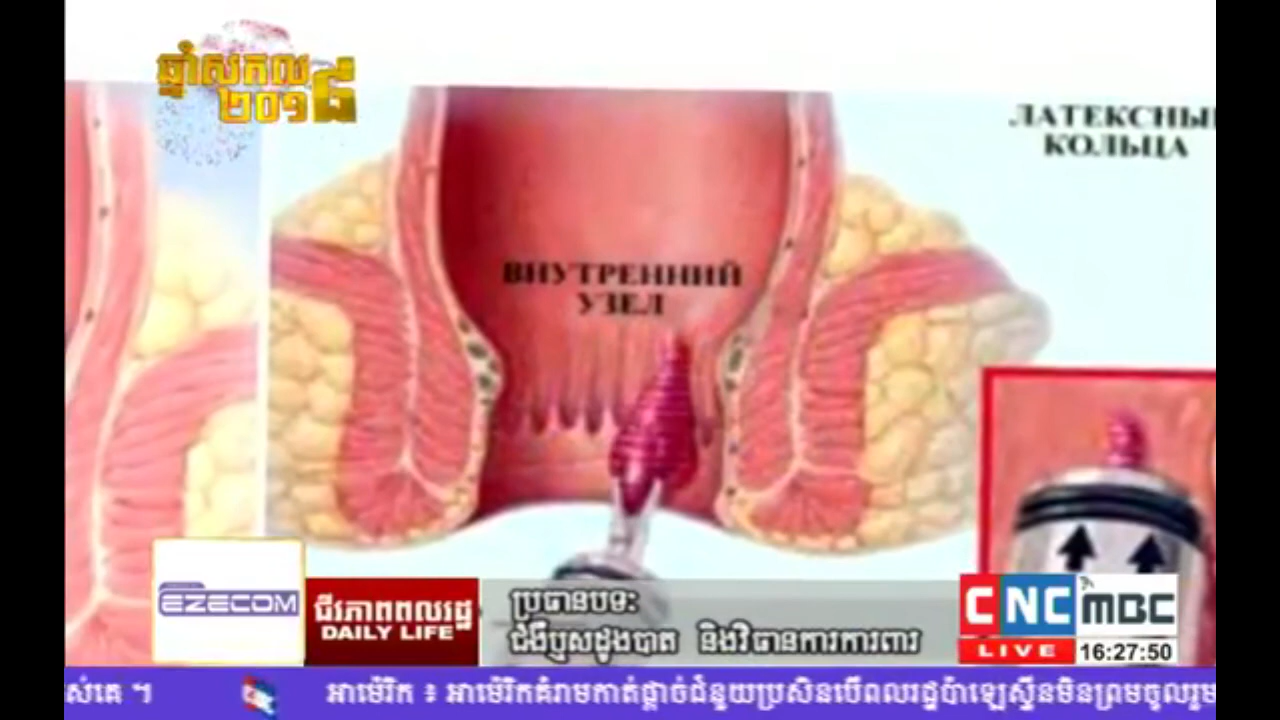 ឆ្នាំសកល
២០១៨
ЛАТЕКСНЫ
КОЛЬЦА
ВНУТРЕННИЙ
УЗЕЛ
EZECOM
ជីវភាពពលរដ្ឋ
DAILY LIFE
ប្រធានបទ:
ជំងឺឬសដូងបាត និងវិធានការការពារ
CNC MBC
LIVE 16:27:50
រស់គេ ។ អាម៉េរិក ៖ អាម៉េរិកគំរាមកាត់ផ្តាច់ជំនួយប្រសិនបើពលរដ្ឋប៉ាឡេស្ទីនមិនព្រមចូលរួម